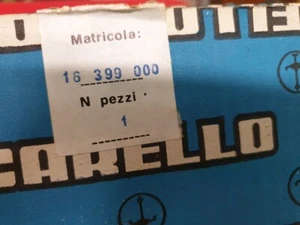 Matricola:
16 399 000
N pezzi.
1
CARELLO